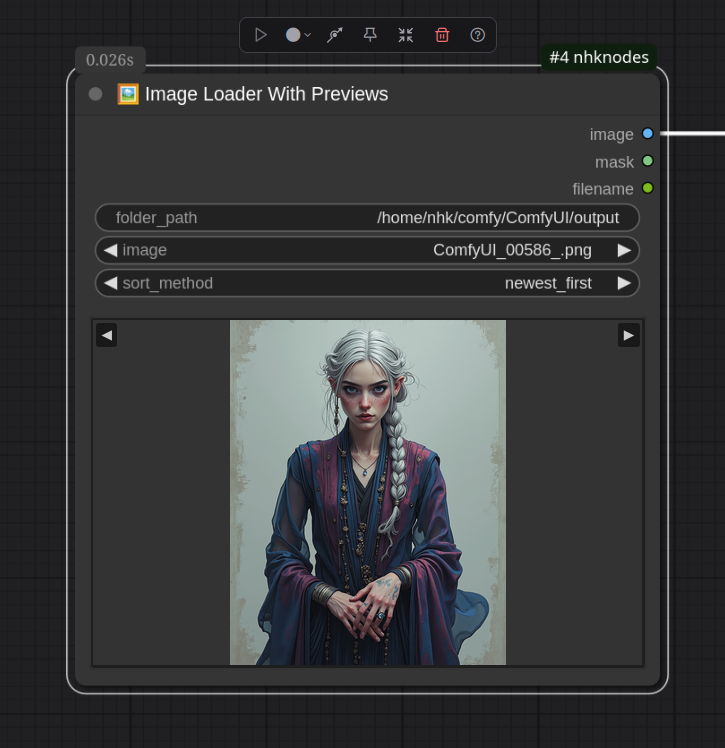 0.026s
#4 nhknodes
Image Loader With Previews
image
mask
filename
folder_path /home/nhk/comfy/ComfyUI/output
image ComfyUI_00586_.png
sort_method newest_first